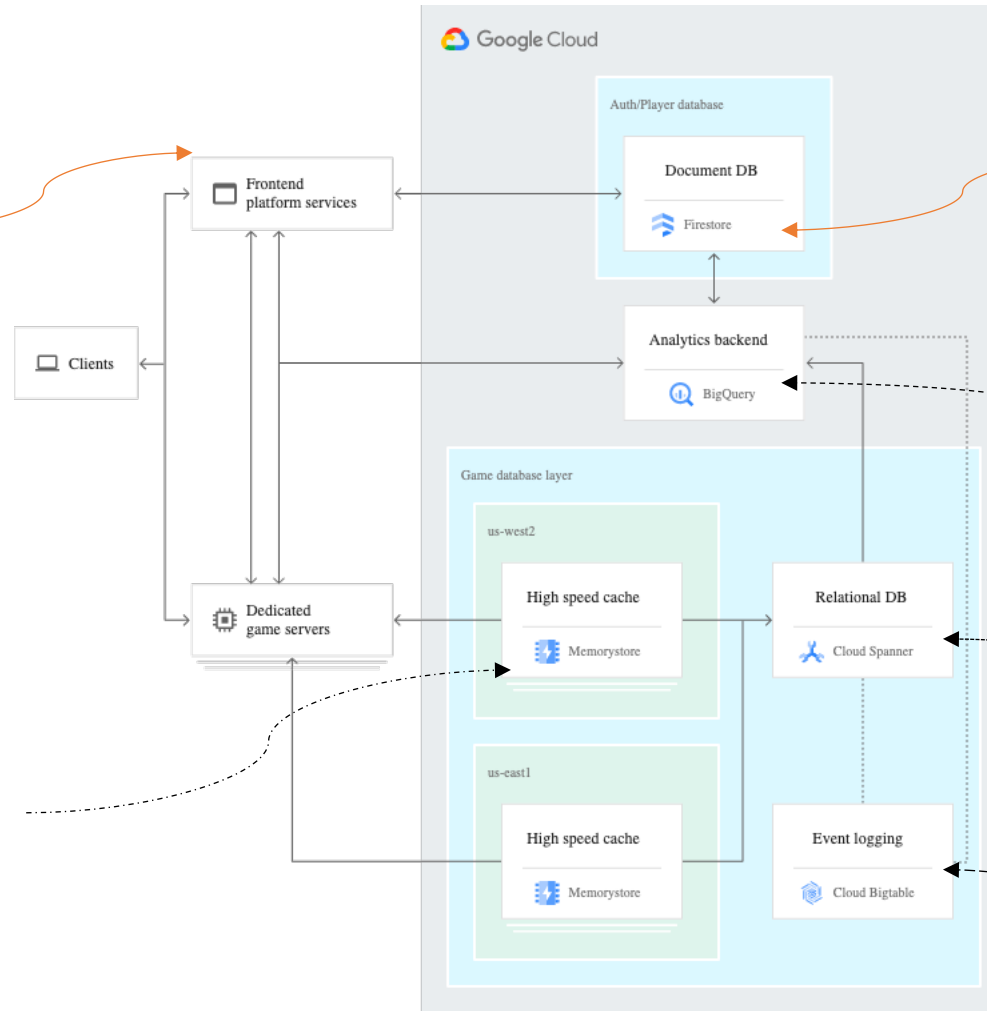 Google Cloud
Auth/Player database
Document DB
Firestore
Frontend
platform services
Clients
Analytics backend
BigQuery
Game database layer
us-west2
High speed cache
Memorystore
Relational DB
Cloud Spanner
Dedicated
game servers
us-east1
High speed cache
Memorystore
Event logging
Cloud Bigtable